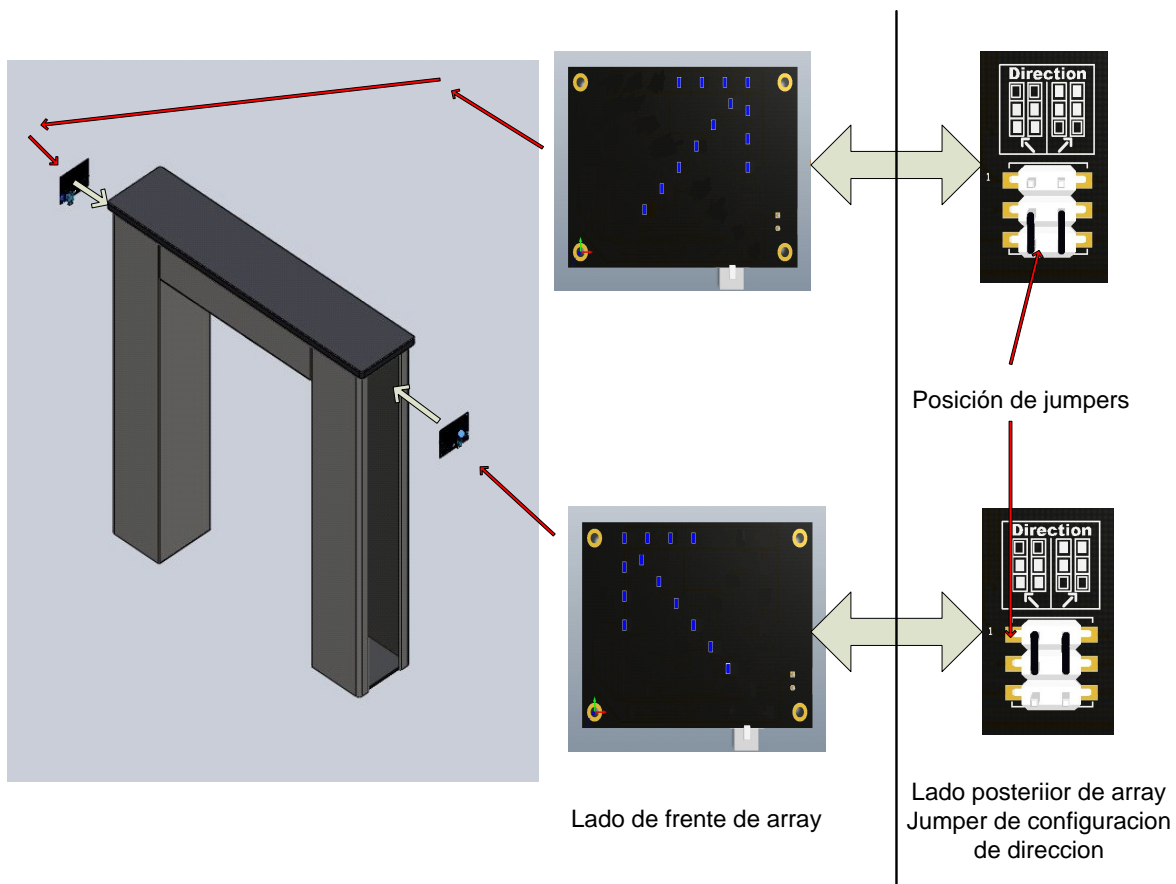 Direction
1
Posición de jumpers
Direction
1
Lado de frente de array
Lado posteriior de array
Jumper de configuracion
de direccion